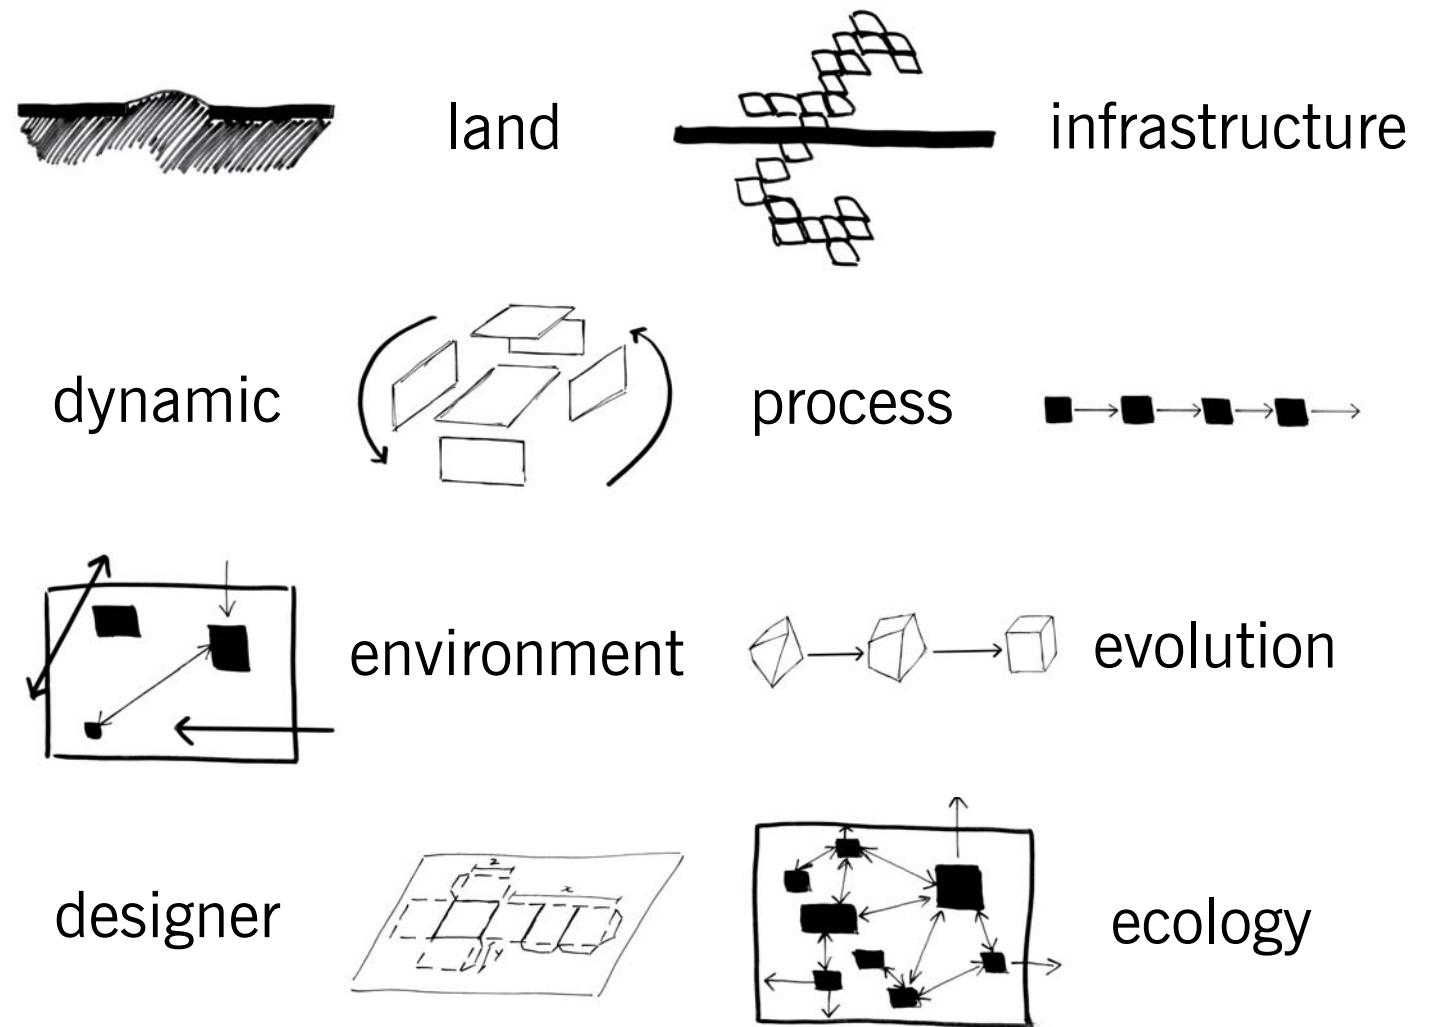 land
infrastructure
dynamic
process
environment
evolution
z
x
y
designer
ecology